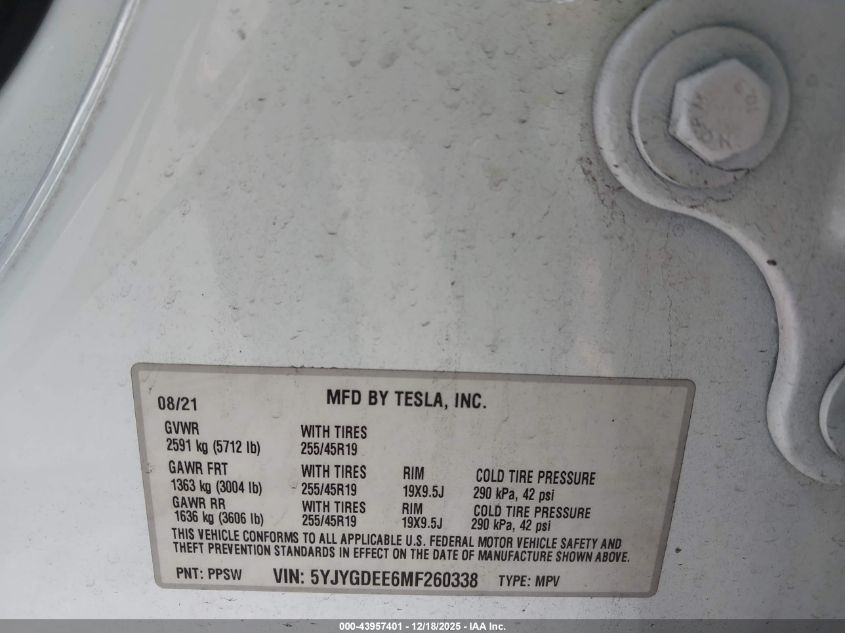 08/21 MFD BY TESLA, INC.
GVWR
2591 kg (5712 lb) WITH TIRES 255/45R19
GAWR FRT WITH TIRES RIM COLD TIRE PRESSURE
1363 kg (3004 lb) 255/45R19 19X9.5J 290 kPa, 42 psi
GAWR RR WITH TIRES RIM COLD TIRE PRESSURE
1636 kg (3606 lb) 255/45R19 19X9.5J 290 kPa, 42 psi
THIS VEHICLE CONFORMS TO ALL APPLICABLE U.S. FEDERAL MOTOR VEHICLE SAFETY AND
THEFT PREVENTION STANDARDS IN EFFECT ON THE DATE OF MANUFACTURE SHOWN ABOVE.
PNT: PPSW VIN: 5YJYGDEE6MF260338 TYPE: MPV
000-43957401 - 12/18/2025 - IAA Inc.